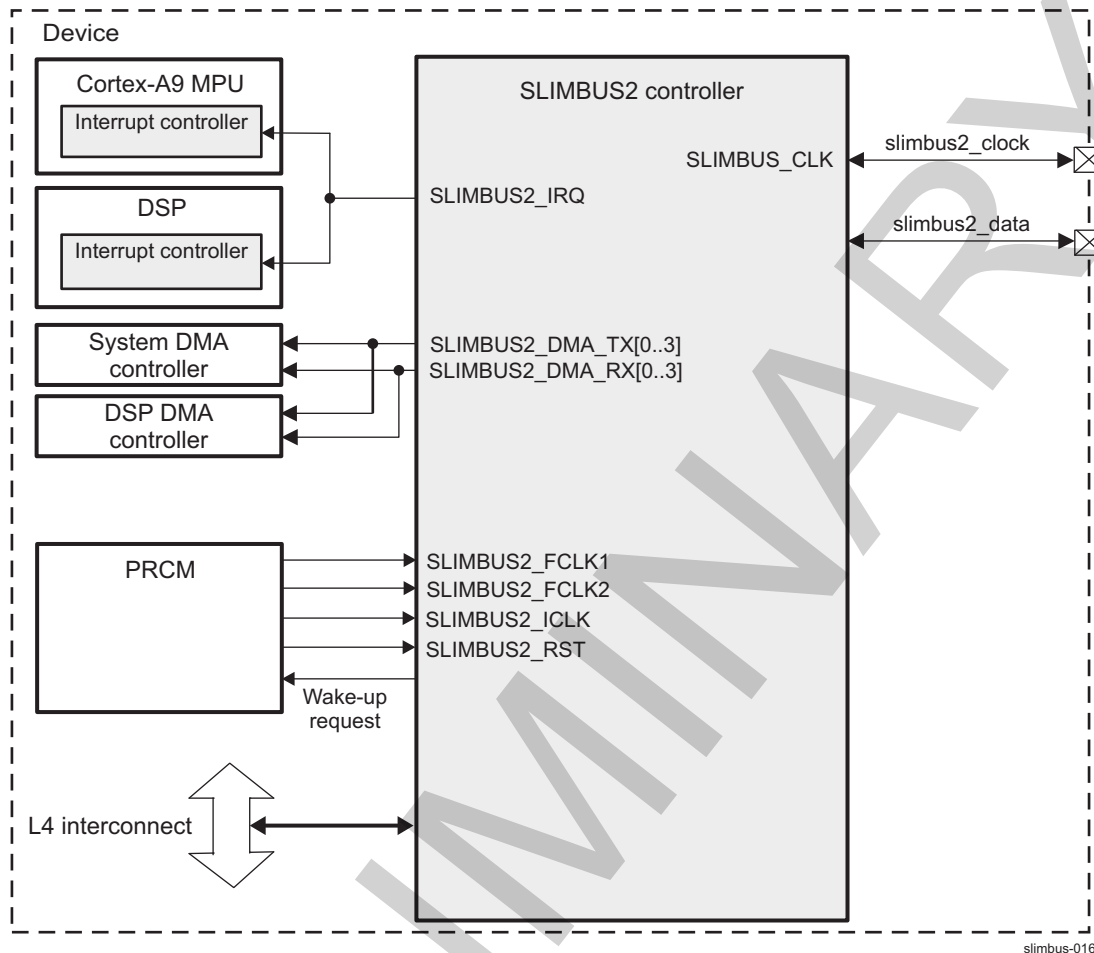 Device
Cortex-A9 MPU
Interrupt controller
DSP
Interrupt controller
System DMA
controller
DSP DMA
controller
PRCM
Wake-up
request
L4 interconnect
SLIMBUS2 controller
SLIMBUS_CLK
SLIMBUS2_IRQ
SLIMBUS2_DMA_TX[0..3]
SLIMBUS2_DMA_RX[0..3]
SLIMBUS2_FCLK1
SLIMBUS2_FCLK2
SLIMBUS2_ICLK
SLIMBUS2_RST
slimbus2_clock
slimbus2_data
IMINARY
slimbus-016